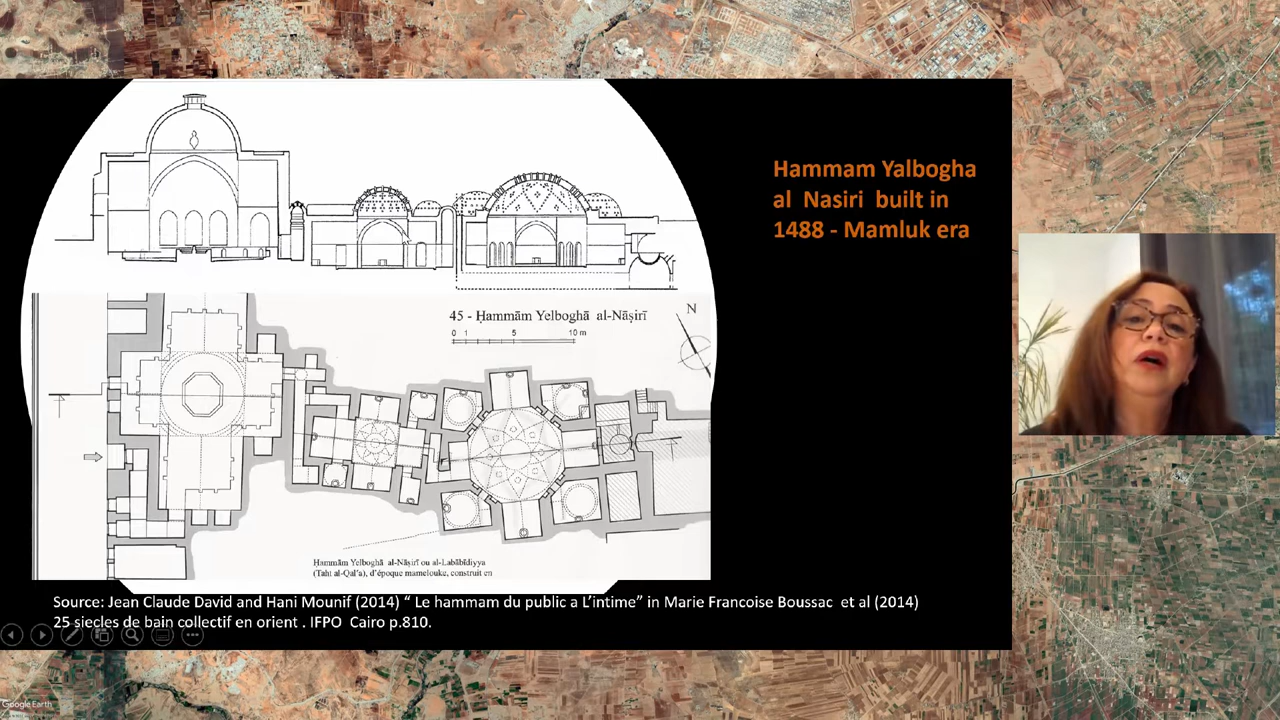 Hammam Yalbogha
al Nasiri built in
1488 - Mamluk era
45 - Ḥammām Yelboghā al-Nāṣirī
0 1 5 10 m
N
Ḥammām Yelboghā al-Nāṣirī ou al-Labābīdiyya
(Taḥt al-Qal'a), d'époque mamelouke, construit en
Source: Jean Claude David and Hani Mounif (2014) “ Le hammam du public a L’intime” in Marie Francoise Boussac et al (2014)
25 siecles de bain collectif en orient . IFPO Cairo p.810.
Google Earth